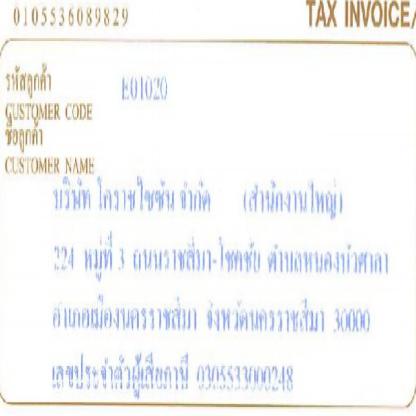 0105536089829 TAX INVOICE/
รหัสลูกค้า E01020
CUSTOMER CODE
ชื่อลูกค้า
CUSTOMER NAME
บริษัท โคราชไซซัน จำกัด (สำนักงานใหญ่)
224 หมู่ที่ 3 ถนนราชสีมา-โชคชัย ตำบลหนองบัวศาลา
อำเภอเมืองนครราชสีมา จังหวัดนครราชสีมา 30000
เลขประจำตัวผู้เสียภาษี 0305533000248